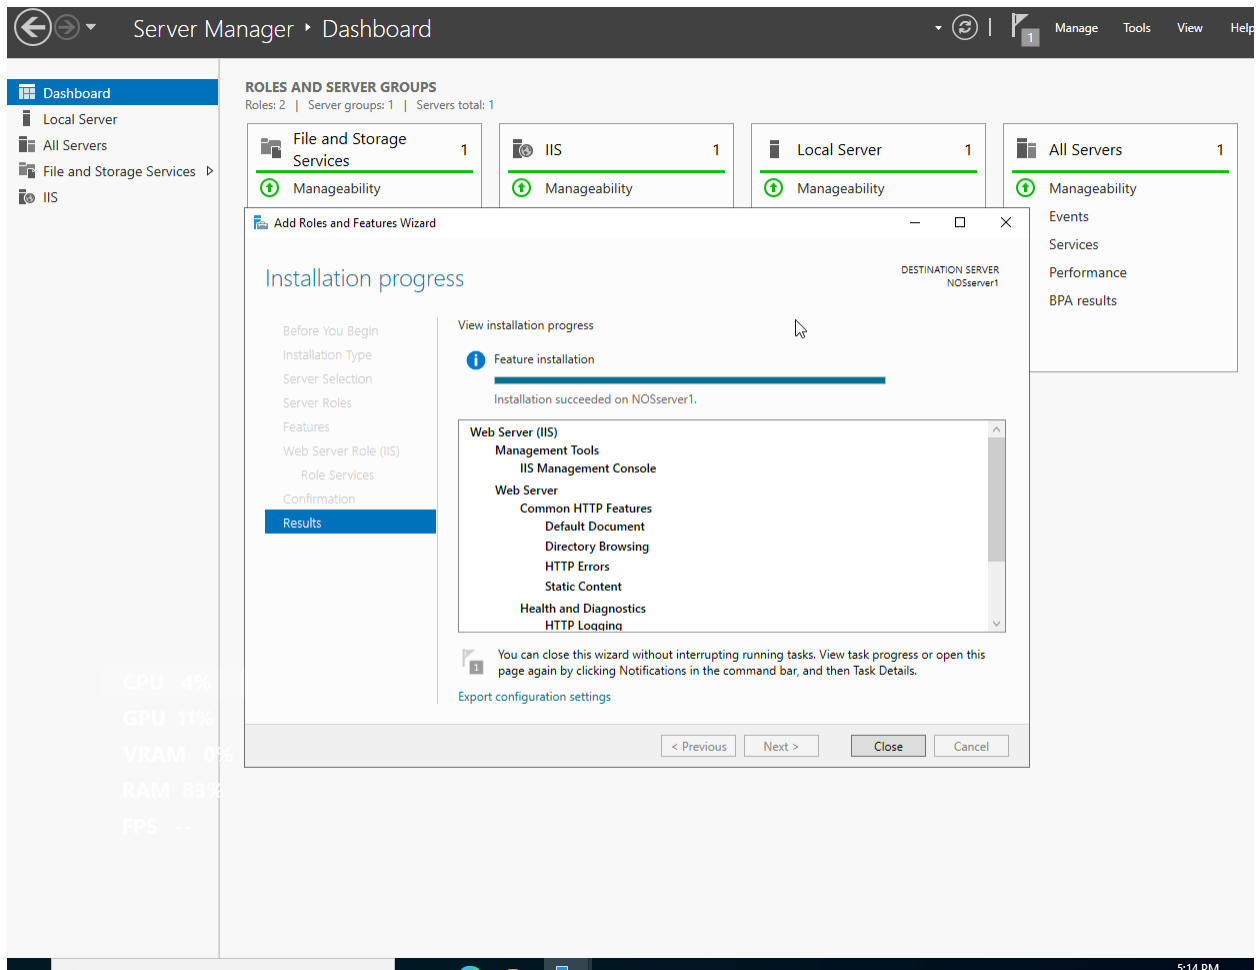 Server Manager ‣ Dashboard
1
Manage
Tools
View
Help
Dashboard
Local Server
All Servers
File and Storage Services
IIS
ROLES AND SERVER GROUPS
Roles: 2 | Server groups: 1 | Servers total: 1
File and Storage Services 1
Manageability
IIS 1
Manageability
Local Server 1
Manageability
All Servers 1
Manageability
Events
Services
Performance
BPA results
Add Roles and Features Wizard
Installation progress
DESTINATION SERVER
NOSserver1
Before You Begin
Installation Type
Server Selection
Server Roles
Features
Web Server Role (IIS)
Role Services
Confirmation
Results
View installation progress
Feature installation
Installation succeeded on NOSserver1.
Web Server (IIS)
Management Tools
IIS Management Console
Web Server
Common HTTP Features
Default Document
Directory Browsing
HTTP Errors
Static Content
Health and Diagnostics
HTTP Logging
1
You can close this wizard without interrupting running tasks. View task progress or open this
page again by clicking Notifications in the command bar, and then Task Details.
Export configuration settings
< Previous
Next >
Close
Cancel
CPU 4%
GPU 11%
VRAM 0%
RAM 83%
FPS --
5:14 PM